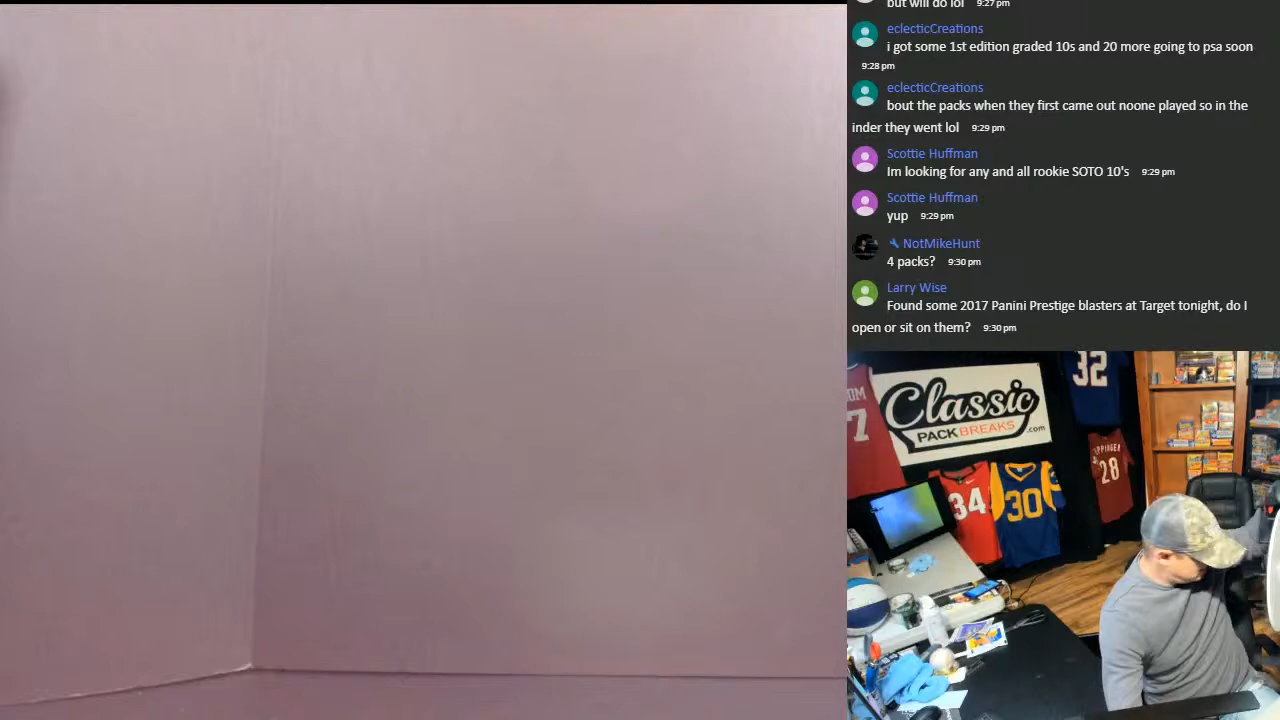 but will do lol 9:27 pm
eclecticCreations
i got some 1st edition graded 10s and 20 more going to psa soon
9:28 pm
eclecticCreations
bout the packs when they first came out noone played so in the
inder they went lol 9:29 pm
Scottie Huffman
Im looking for any and all rookie SOTO 10's 9:29 pm
Scottie Huffman
yup 9:29 pm
NotMikeHunt
4 packs? 9:30 pm
Larry Wise
Found some 2017 Panini Prestige blasters at Target tonight, do I
open or sit on them? 9:30 pm
32
7
Classic
PACK BREAKS .com
28
34
30